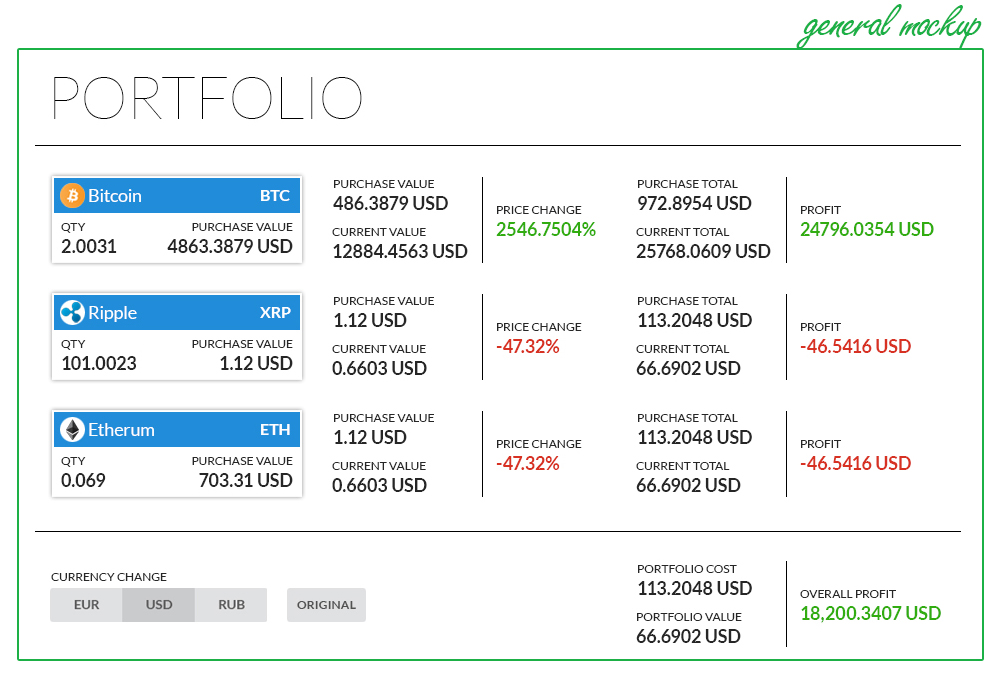 general mockup
PORTFOLIO
Bitcoin BTC
QTY PURCHASE VALUE
2.0031 4863.3879 USD
PURCHASE VALUE
486.3879 USD
CURRENT VALUE
12884.4563 USD
PRICE CHANGE
2546.7504%
PURCHASE TOTAL
972.8954 USD
CURRENT TOTAL
25768.0609 USD
PROFIT
24796.0354 USD
Ripple XRP
QTY PURCHASE VALUE
101.0023 1.12 USD
PURCHASE VALUE
1.12 USD
CURRENT VALUE
0.6603 USD
PRICE CHANGE
-47.32%
PURCHASE TOTAL
113.2048 USD
CURRENT TOTAL
66.6902 USD
PROFIT
-46.5416 USD
Etherum ETH
QTY PURCHASE VALUE
0.069 703.31 USD
PURCHASE VALUE
1.12 USD
CURRENT VALUE
0.6603 USD
PRICE CHANGE
-47.32%
PURCHASE TOTAL
113.2048 USD
CURRENT TOTAL
66.6902 USD
PROFIT
-46.5416 USD
CURRENCY CHANGE
EUR USD RUB ORIGINAL
PORTFOLIO COST
113.2048 USD
PORTFOLIO VALUE
66.6902 USD
OVERALL PROFIT
18,200.3407 USD